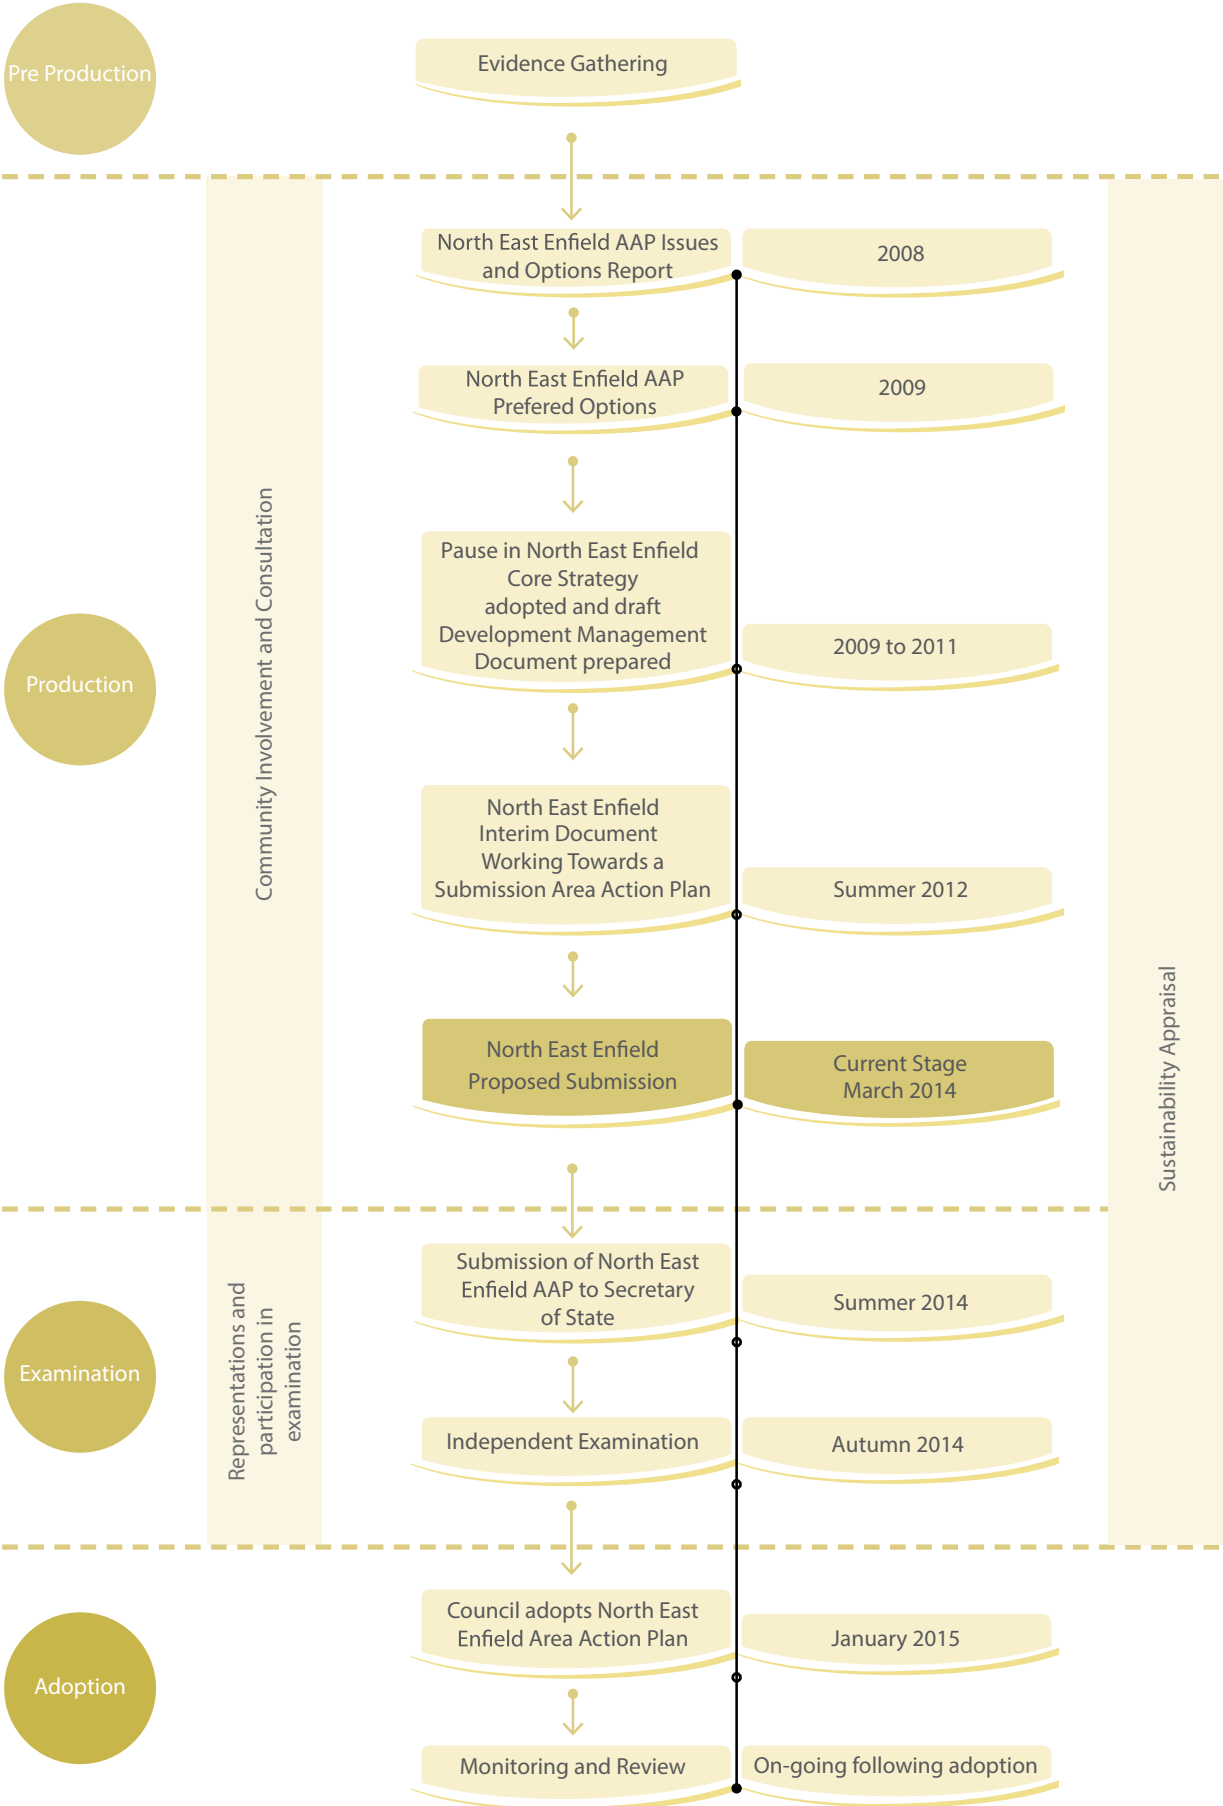 Pre Production
Evidence Gathering
North East Enfield AAP Issues
and Options Report
2008
North East Enfield AAP
Prefered Options
2009
Community Involvement and Consultation
Production
Pause in North East Enfield
Core Strategy
adopted and draft
Development Management
Document prepared
2009 to 2011
North East Enfield
Interim Document
Working Towards a
Submission Area Action Plan
Summer 2012
North East Enfield
Proposed Submission
Current Stage
March 2014
Sustainability Appraisal
Examination
Representations and
participation in
examination
Submission of North East
Enfield AAP to Secretary
of State
Summer 2014
Independent Examination
Autumn 2014
Adoption
Council adopts North East
Enfield Area Action Plan
January 2015
Monitoring and Review
On-going following adoption